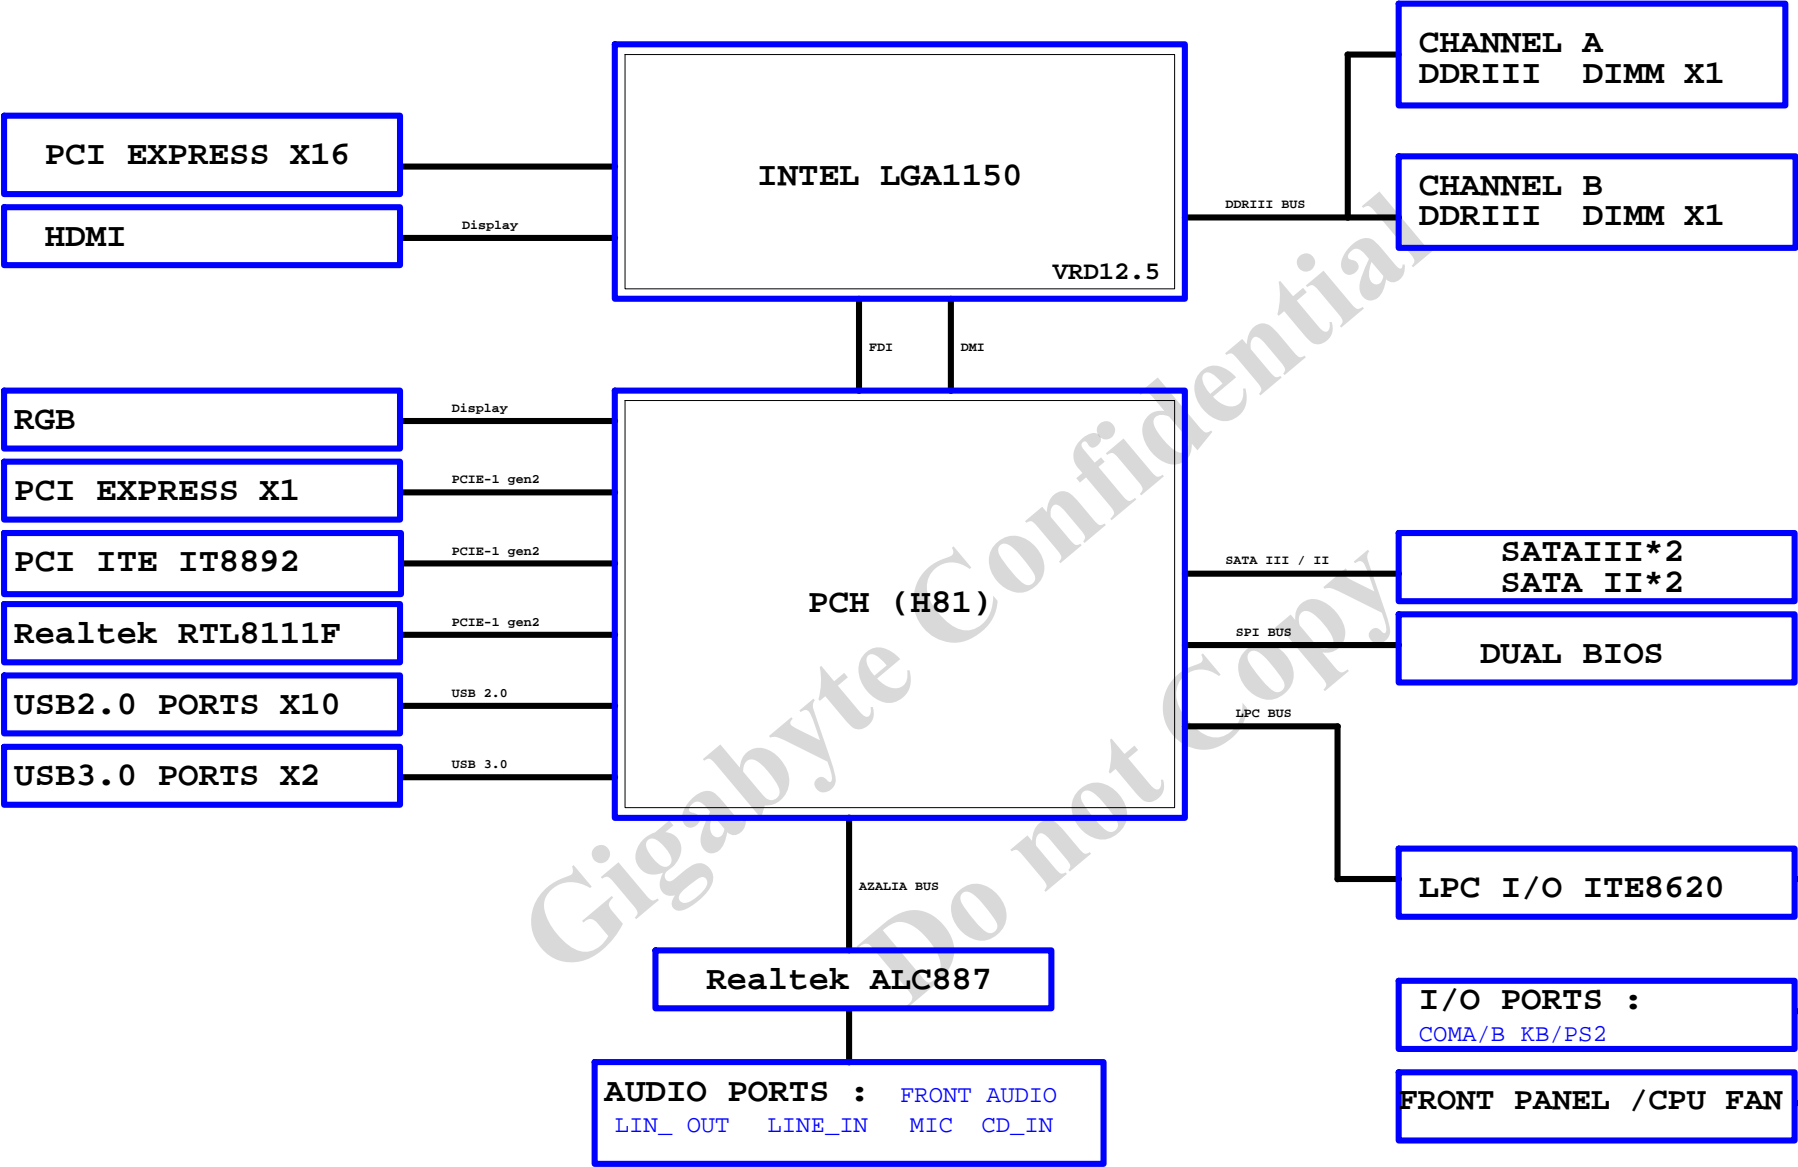 CHANNEL A
DDRIII DIMM X1
PCI EXPRESS X16
INTEL LGA1150
CHANNEL B
DDRIII DIMM X1
DDRIII BUS
HDMI
Display
VRD12.5
FDI
DMI
RGB
Display
PCI EXPRESS X1
PCIE-1 gen2
PCI ITE IT8892
PCIE-1 gen2
SATA III / II
SATAIII*2
SATA II*2
PCH (H81)
Realtek RTL8111F
PCIE-1 gen2
SPI BUS
DUAL BIOS
USB2.0 PORTS X10
USB 2.0
LPC BUS
USB3.0 PORTS X2
USB 3.0
AZALIA BUS
LPC I/O ITE8620
Realtek ALC887
I/O PORTS :
COMA/B KB/PS2
AUDIO PORTS : FRONT AUDIO
LIN_ OUT LINE_IN MIC CD_IN
FRONT PANEL /CPU FAN
Gigabyte Confidential
Do not Copy